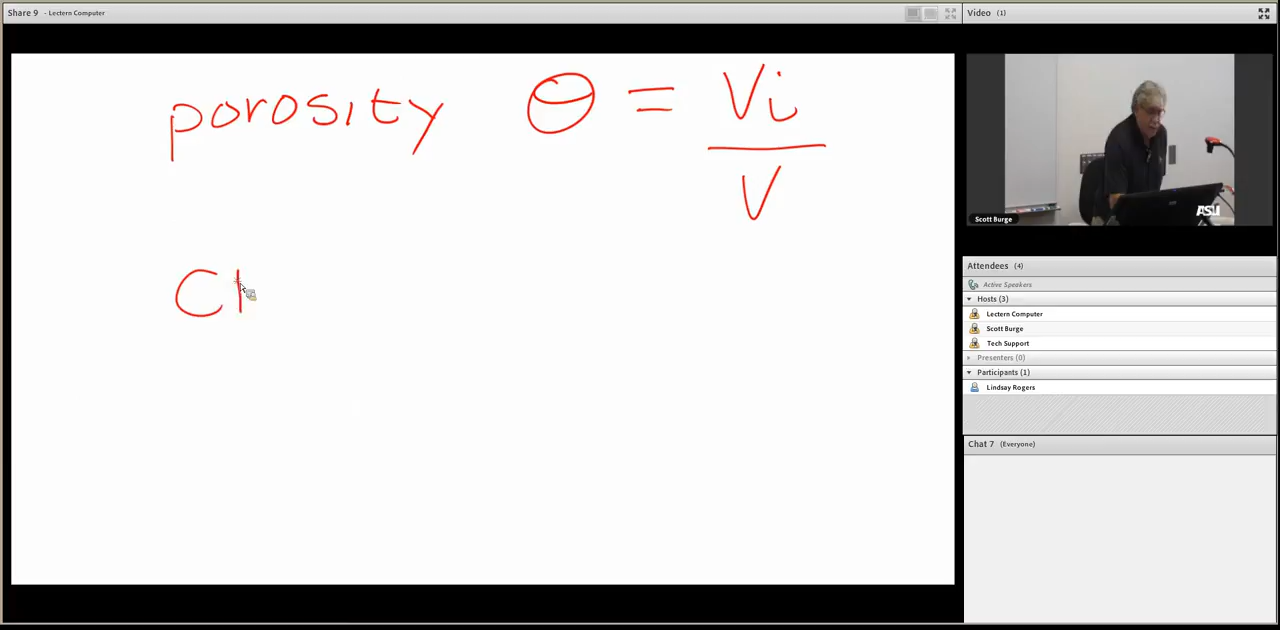 Share 9 - Lectern Computer
Video (1)
porosity Θ = Vi / V
Cl
Scott Burge
ASU
Attendees (4)
Active Speakers
Hosts (3)
Lectern Computer
Scott Burge
Tech Support
Presenters (0)
Participants (1)
Lindsay Rogers
Chat 7 (Everyone)